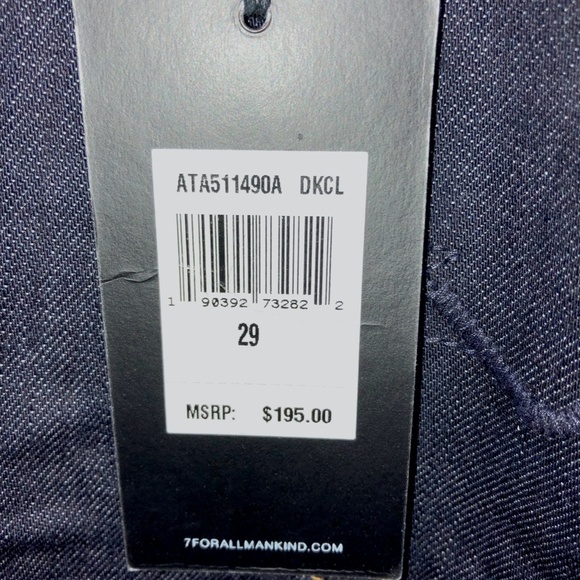 ATA511490A DKCL
1 90392 73282 2
29
MSRP: $195.00
7FORALLMANKIND.COM